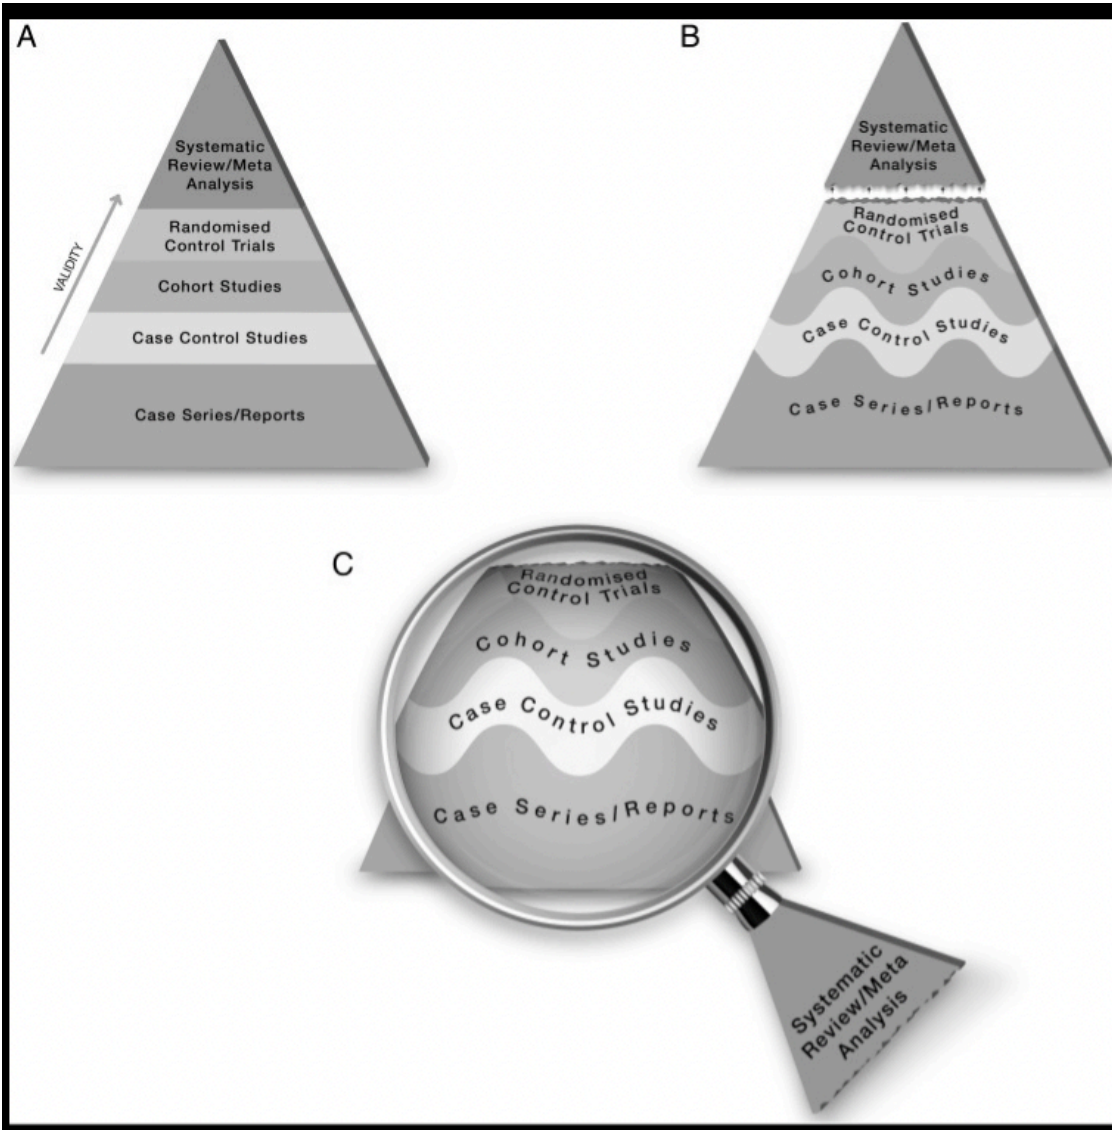 A
Systematic
Review/Meta
Analysis
Randomised
Control Trials
Cohort Studies
Case Control Studies
Case Series/Reports
VALIDITY
B
Systematic
Review/Meta
Analysis
Randomised
Control Trials
Cohort Studies
Case Control Studies
Case Series/Reports
C
Randomised
Control Trials
Cohort Studies
Case Control Studies
Case Series/Reports
Systematic
Review/Meta
Analysis